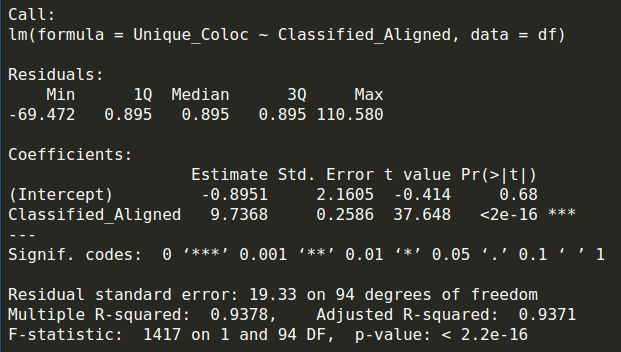 Call:
lm(formula = Unique_Coloc ~ Classified_Aligned, data = df)
Residuals:
    Min      1Q  Median      3Q     Max
-69.472   0.895   0.895   0.895 110.580
Coefficients:
                   Estimate Std. Error t value Pr(>|t|)
(Intercept)         -0.8951     2.1605  -0.414     0.68
Classified_Aligned   9.7368     0.2586  37.648   <2e-16 ***
---
Signif. codes:  0 ‘***’ 0.001 ‘**’ 0.01 ‘*’ 0.05 ‘.’ 0.1 ‘ ’ 1
Residual standard error: 19.33 on 94 degrees of freedom
Multiple R-squared:  0.9378,    Adjusted R-squared:  0.9371
F-statistic:  1417 on 1 and 94 DF,  p-value: < 2.2e-16